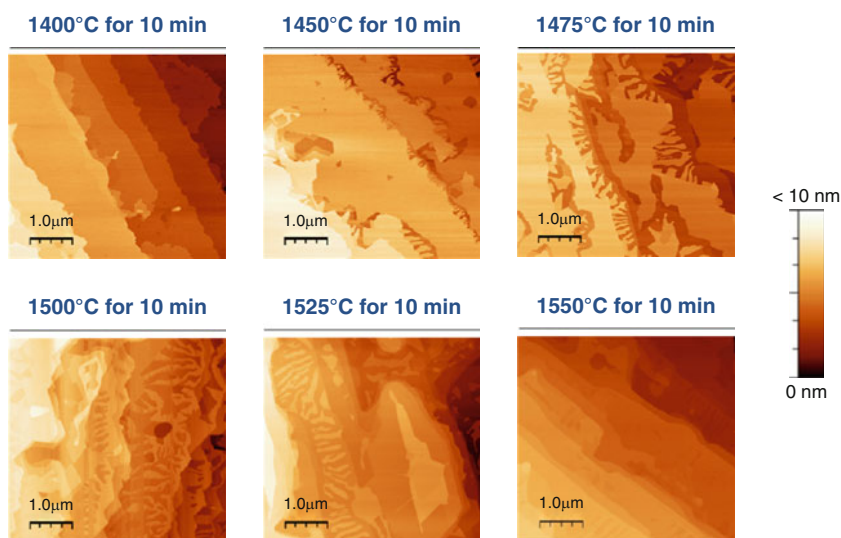 1400°C for 10 min
1450°C for 10 min
1475°C for 10 min
1.0μm
1.0μm
1.0μm
< 10 nm
0 nm
1500°C for 10 min
1525°C for 10 min
1550°C for 10 min
1.0μm
1.0μm
1.0μm